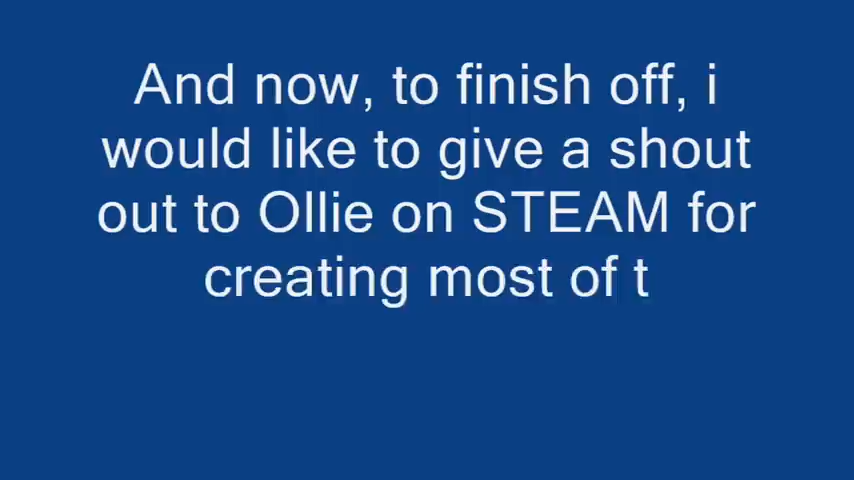 And now, to finish off, i
would like to give a shout
out to Ollie on STEAM for
creating most of t